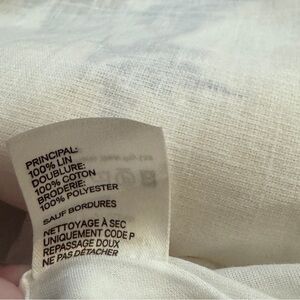 PRINCIPAL:
100% LIN
DOUBLURE:
100% COTON
BRODERIE:
100% POLYESTER
SAUF BORDURES
NETTOYAGE À SEC
UNIQUEMENT CODE P
REPASSAGE DOUX
NE PAS DÉTACHER